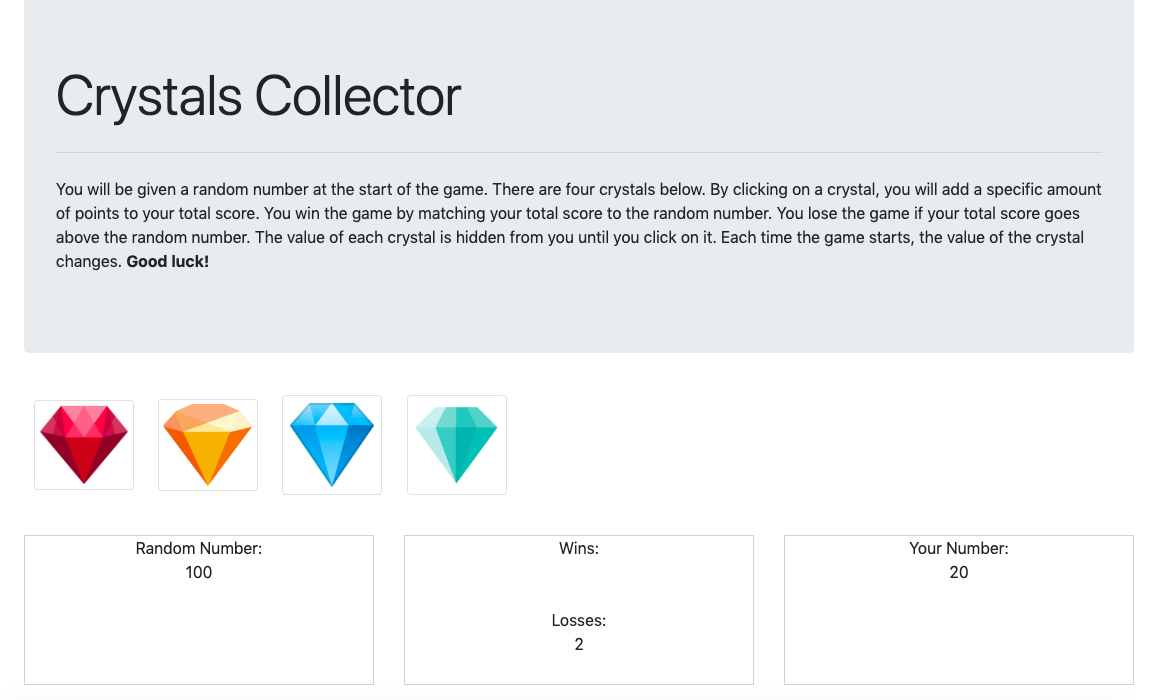 Crystals Collector
You will be given a random number at the start of the game. There are four crystals below. By clicking on a crystal, you will add a specific amount
of points to your total score. You win the game by matching your total score to the random number. You lose the game if your total score goes
above the random number. The value of each crystal is hidden from you until you click on it. Each time the game starts, the value of the crystal
changes. Good luck!
Random Number:
100
Wins:
Losses:
2
Your Number:
20